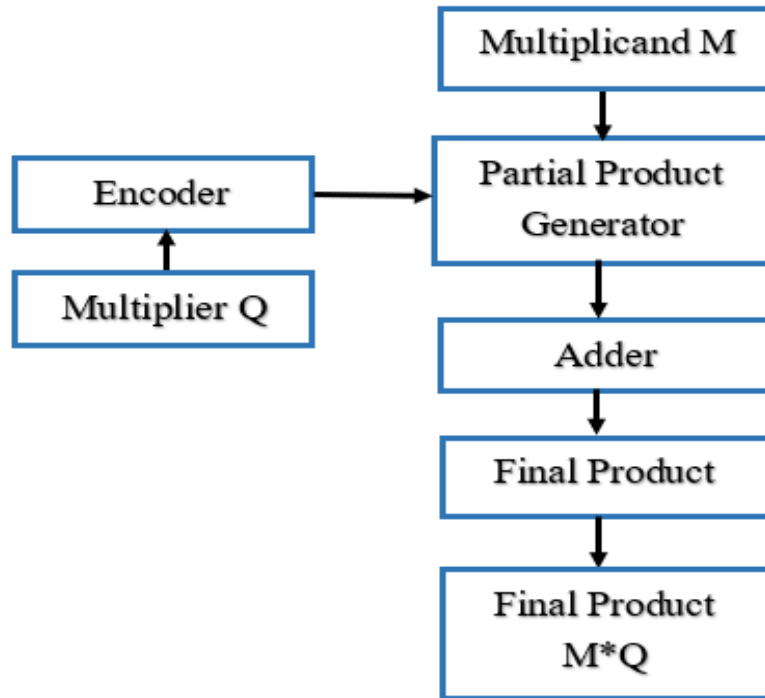 Multiplicand M
Encoder
Partial Product
Generator
Multiplier Q
Adder
Final Product
Final Product
M*Q